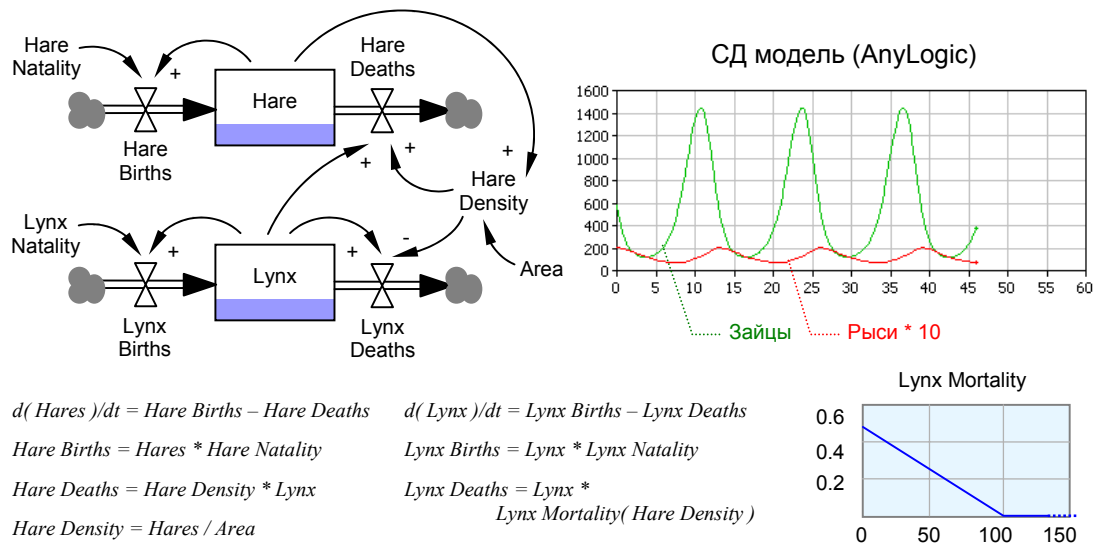 Hare
Natality
+
Hare
Hare
Deaths
Hare
Births
+
+
+
Hare
Density
Lynx
Natality
+
Lynx
+
-
Area
Lynx
Births
Lynx
Deaths
СД модель (AnyLogic)
1600
1400
1200
1000
800
600
400
200
0
0 5 10 15 20 25 30 35 40 45 50 55 60
Зайцы
Рыси * 10
d( Hares )/dt = Hare Births – Hare Deaths
Hare Births = Hares * Hare Natality
Hare Deaths = Hare Density * Lynx
Hare Density = Hares / Area
d( Lynx )/dt = Lynx Births – Lynx Deaths
Lynx Births = Lynx * Lynx Natality
Lynx Deaths = Lynx *
Lynx Mortality( Hare Density )
Lynx Mortality
0.6
0.4
0.2
0 50 100 150